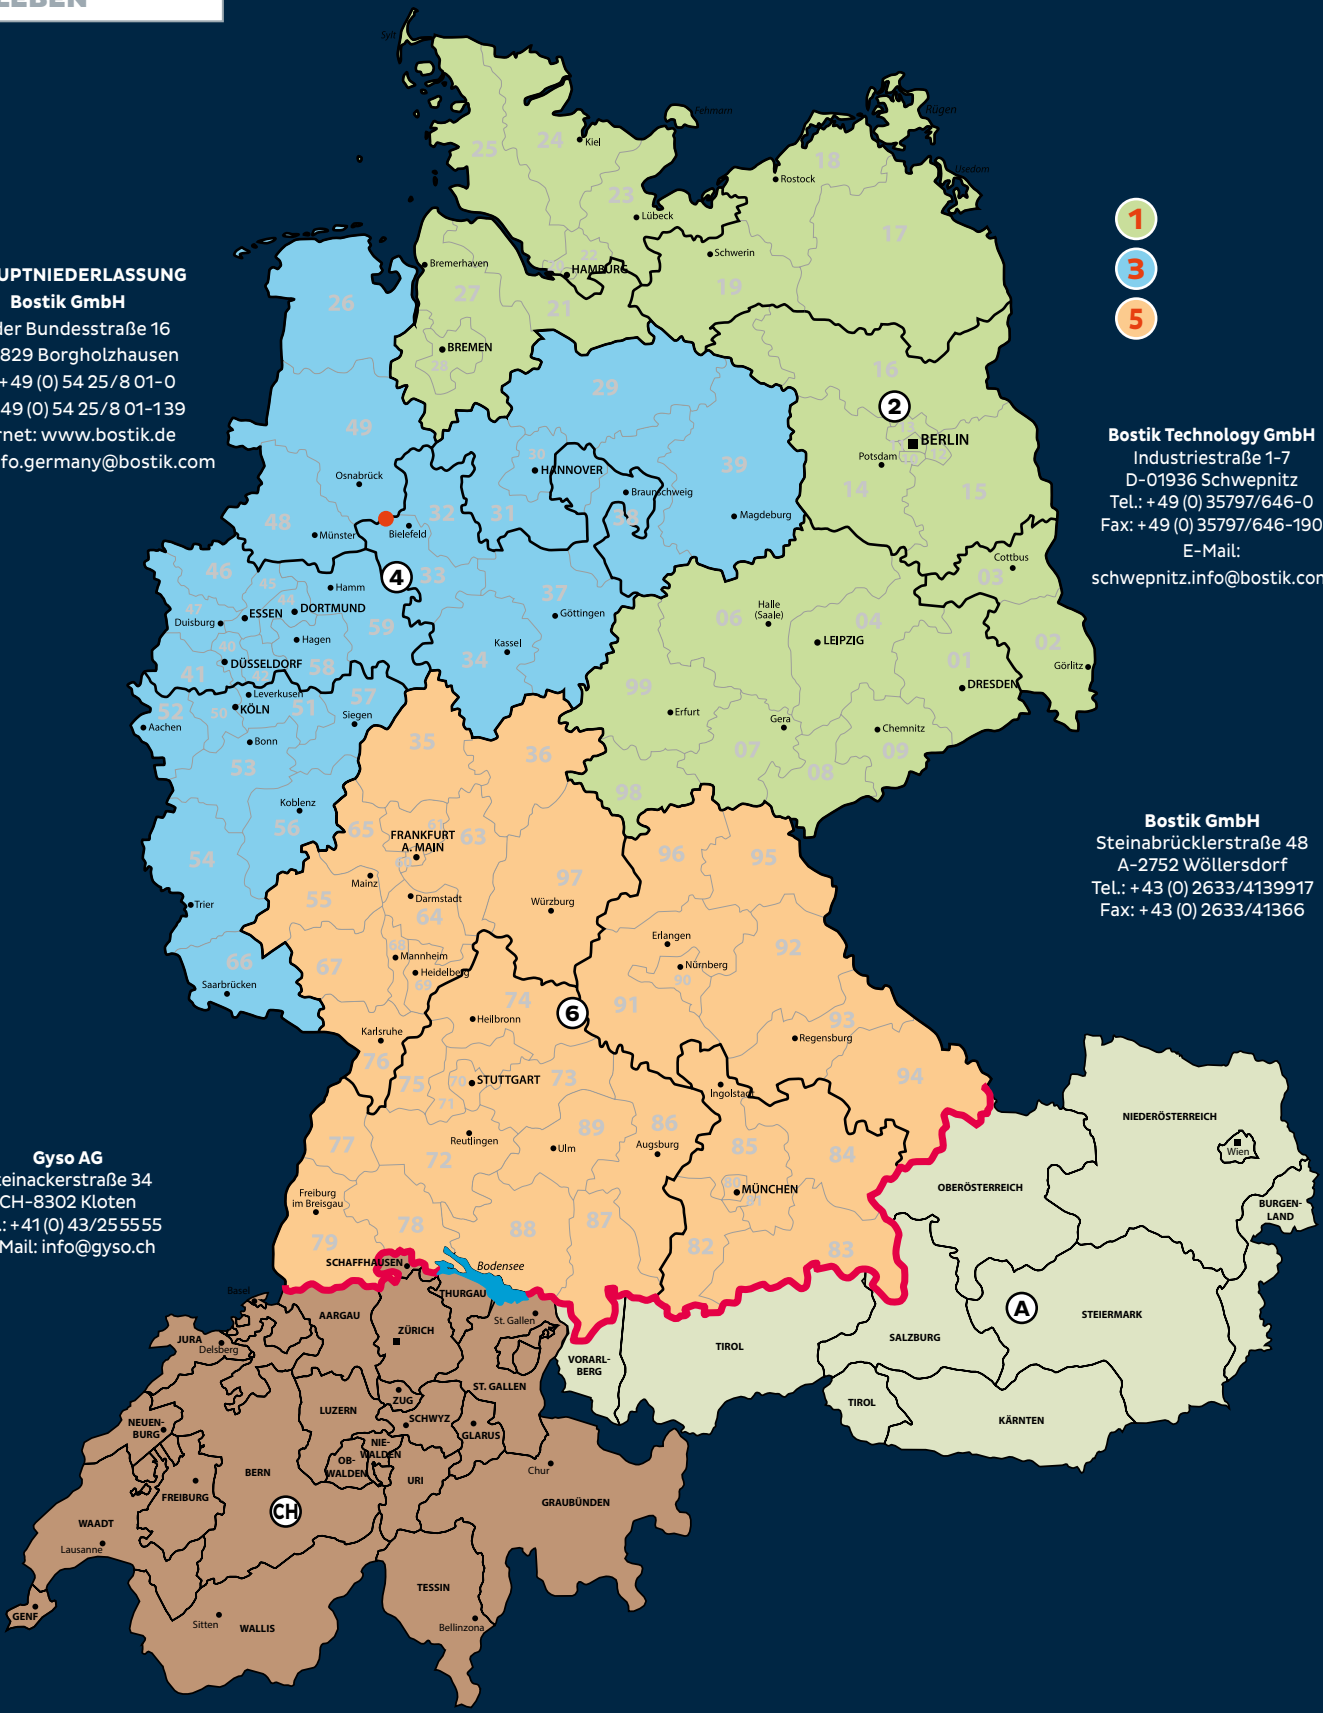 LEBEN
UPTNIEDERLASSUNG
Bostik GmbH
der Bundesstraße 16
829 Borgholzhausen
+49 (0) 54 25/8 01-0
49 (0) 54 25/8 01-139
rnet: www.bostik.de
fo.germany@bostik.com
1
3
5
Bostik Technology GmbH
Industriestraße 1-7
D-01936 Schwepnitz
Tel.: +49 (0) 35797/646-0
Fax: +49 (0) 35797/646-190
E-Mail:
schwepnitz.info@bostik.com
Bostik GmbH
Steinabrücklerstraße 48
A-2752 Wöllersdorf
Tel.: +43 (0) 2633/4139917
Fax: +43 (0) 2633/41366
Gyso AG
teinackerstraße 34
CH-8302 Kloten
.: +41 (0) 43/25 55 55
Mail: info@gyso.ch
Sylt
Fehmarn
Rügen
Usedom
25
24
Kiel
23
Lübeck
18
Rostock
17
Schwerin
19
22
HAMBURG
Bremerhaven
27
21
BREMEN
28
26
16
2
29
49
13
BERLIN
Potsdam
12
30
HANNOVER
39
Osnabrück
Braunschweig
14
15
48
32
31
38
Magdeburg
Münster
Bielefeld
Cottbus
03
46
45
4
33
Hamm
37
47
44
ESSEN
DORTMUND
Duisburg
59
Göttingen
Halle
(Saale)
06
04
LEIPZIG
02
Görlitz
40
Hagen
Kassel
34
41
DÜSSELDORF
42
58
01
DRESDEN
52
Leverkusen
50
KÖLN
51
57
Siegen
Aachen
Bonn
99
Erfurt
Gera
Chemnitz
53
35
36
07
08
09
98
Koblenz
56
65
61
FRANKFURT
A. MAIN
60
63
96
95
54
Mainz
55
Darmstadt
64
97
Würzburg
Trier
Erlangen
92
Nürnberg
90
66
Saarbrücken
67
68
Mannheim
Heidelberg
69
74
Heilbronn
6
91
93
Regensburg
Karlsruhe
76
75
70
STUTTGART
71
73
Ingolstadt
94
77
Reutlingen
72
Ulm
89
86
Augsburg
85
84
Freiburg
im Breisgau
80
MÜNCHEN
81
79
78
88
87
82
83
SCHAFFHAUSEN
Bodensee
NIEDERÖSTERREICH
Wien
OBERÖSTERREICH
BURGEN-
LAND
A
STEIERMARK
SALZBURG
TIROL
TIROL
KÄRNTEN
VORARL-
BERG
Basel
THURGAU
AARGAU
ZÜRICH
St. Gallen
JURA
Delsberg
ST. GALLEN
ZUG
LUZERN
SCHWYZ
GLARUS
NEUEN-
BURG
NIE-
WALDEN
OB-
WALDEN
URI
BERN
Chur
FREIBURG
CH
GRAUBÜNDEN
WAADT
Lausanne
TESSIN
GENF
Sitten
WALLIS
Bellinzona